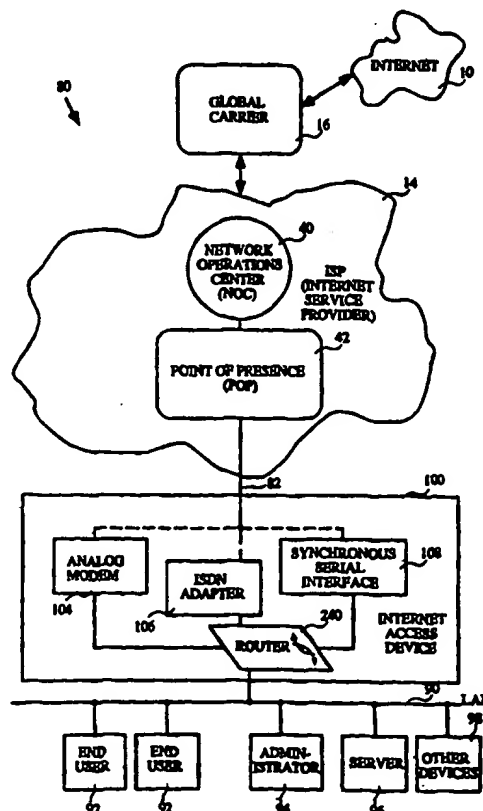 80
INTERNET
10
GLOBAL
CARRIER
16
14
40
NETWORK
OPERATIONS
CENTER
(NOC)
ISP
(INTERNET
SERVICE
PROVIDER)
42
POINT OF PRESENCE
(POP)
82
100
ANALOG
MODEM
104
ISDN
ADAPTER
106
SYNCHRONOUS
SERIAL
INTERFACE
108
240
ROUTER
INTERNET
ACCESS
DEVICE
90
END
USER
92
END
USER
92
ADMIN-
ISTRATOR
94
SERVER
96
OTHER
DEVICES
98